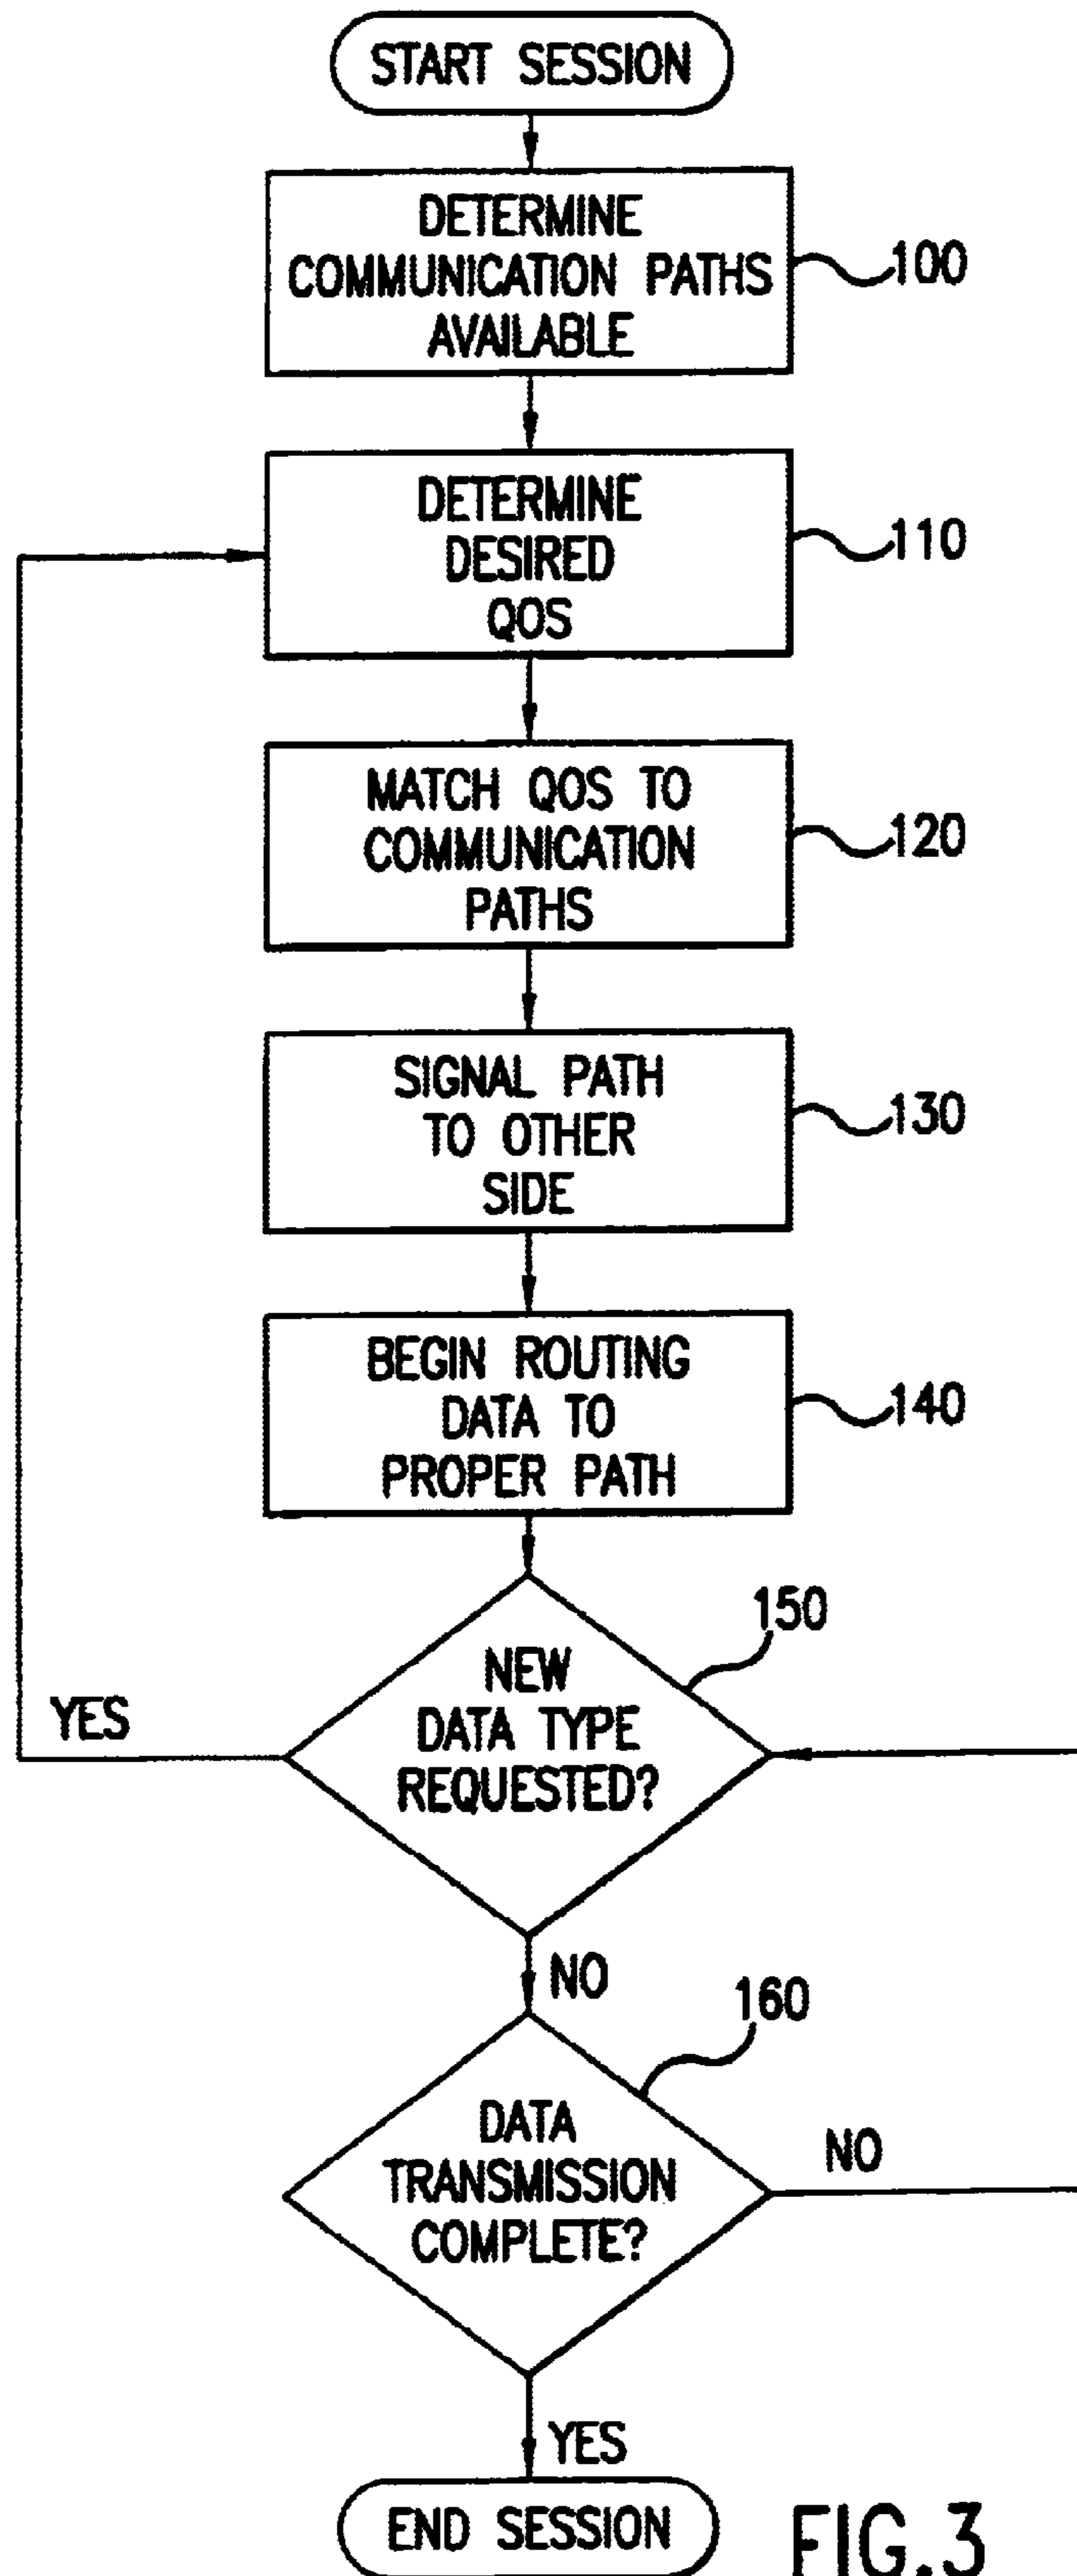 START SESSION
DETERMINE
COMMUNICATION PATHS
AVAILABLE
100
DETERMINE
DESIRED
QOS
110
MATCH QOS TO
COMMUNICATION
PATHS
120
SIGNAL PATH
TO OTHER
SIDE
130
BEGIN ROUTING
DATA TO
PROPER PATH
140
150
NEW
DATA TYPE
REQUESTED?
YES
NO
160
DATA
TRANSMISSION
COMPLETE?
NO
YES
END SESSION
FIG.3